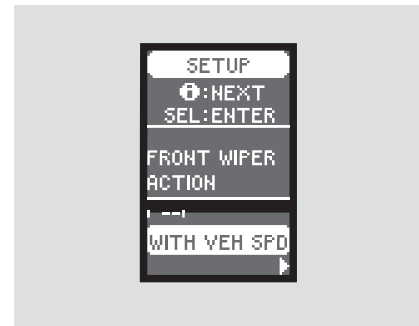 SETUP
i:NEXT
SEL:ENTER
FRONT WIPER
ACTION
WITH VEH SPD